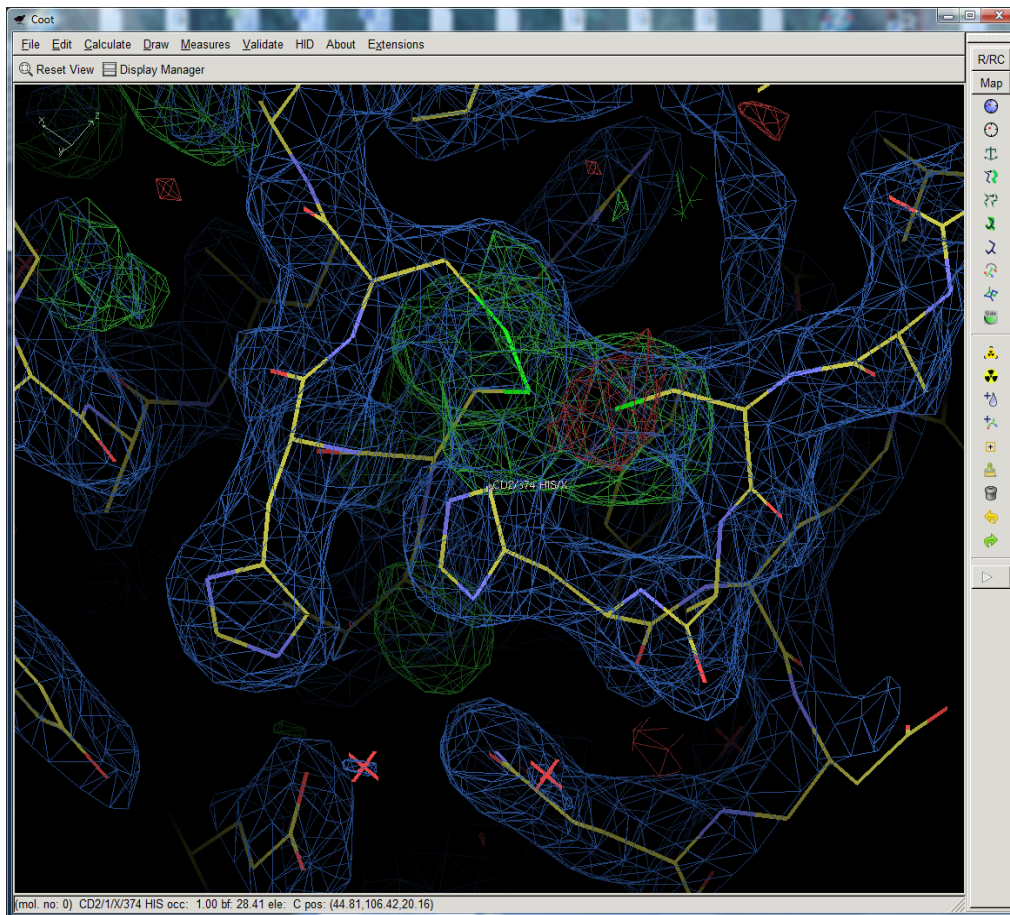 Coot
File Edit Calculate Draw Measures Validate HID About Extensions
R/RC
Reset View Display Manager
Map
x z
y
Side
CD2/374 HIS/X
(mol. no: 0) CD2/1/X/374 HIS occ: 1.00 bf: 28.41 ele: C pos: (44.81,106.42,20.16)